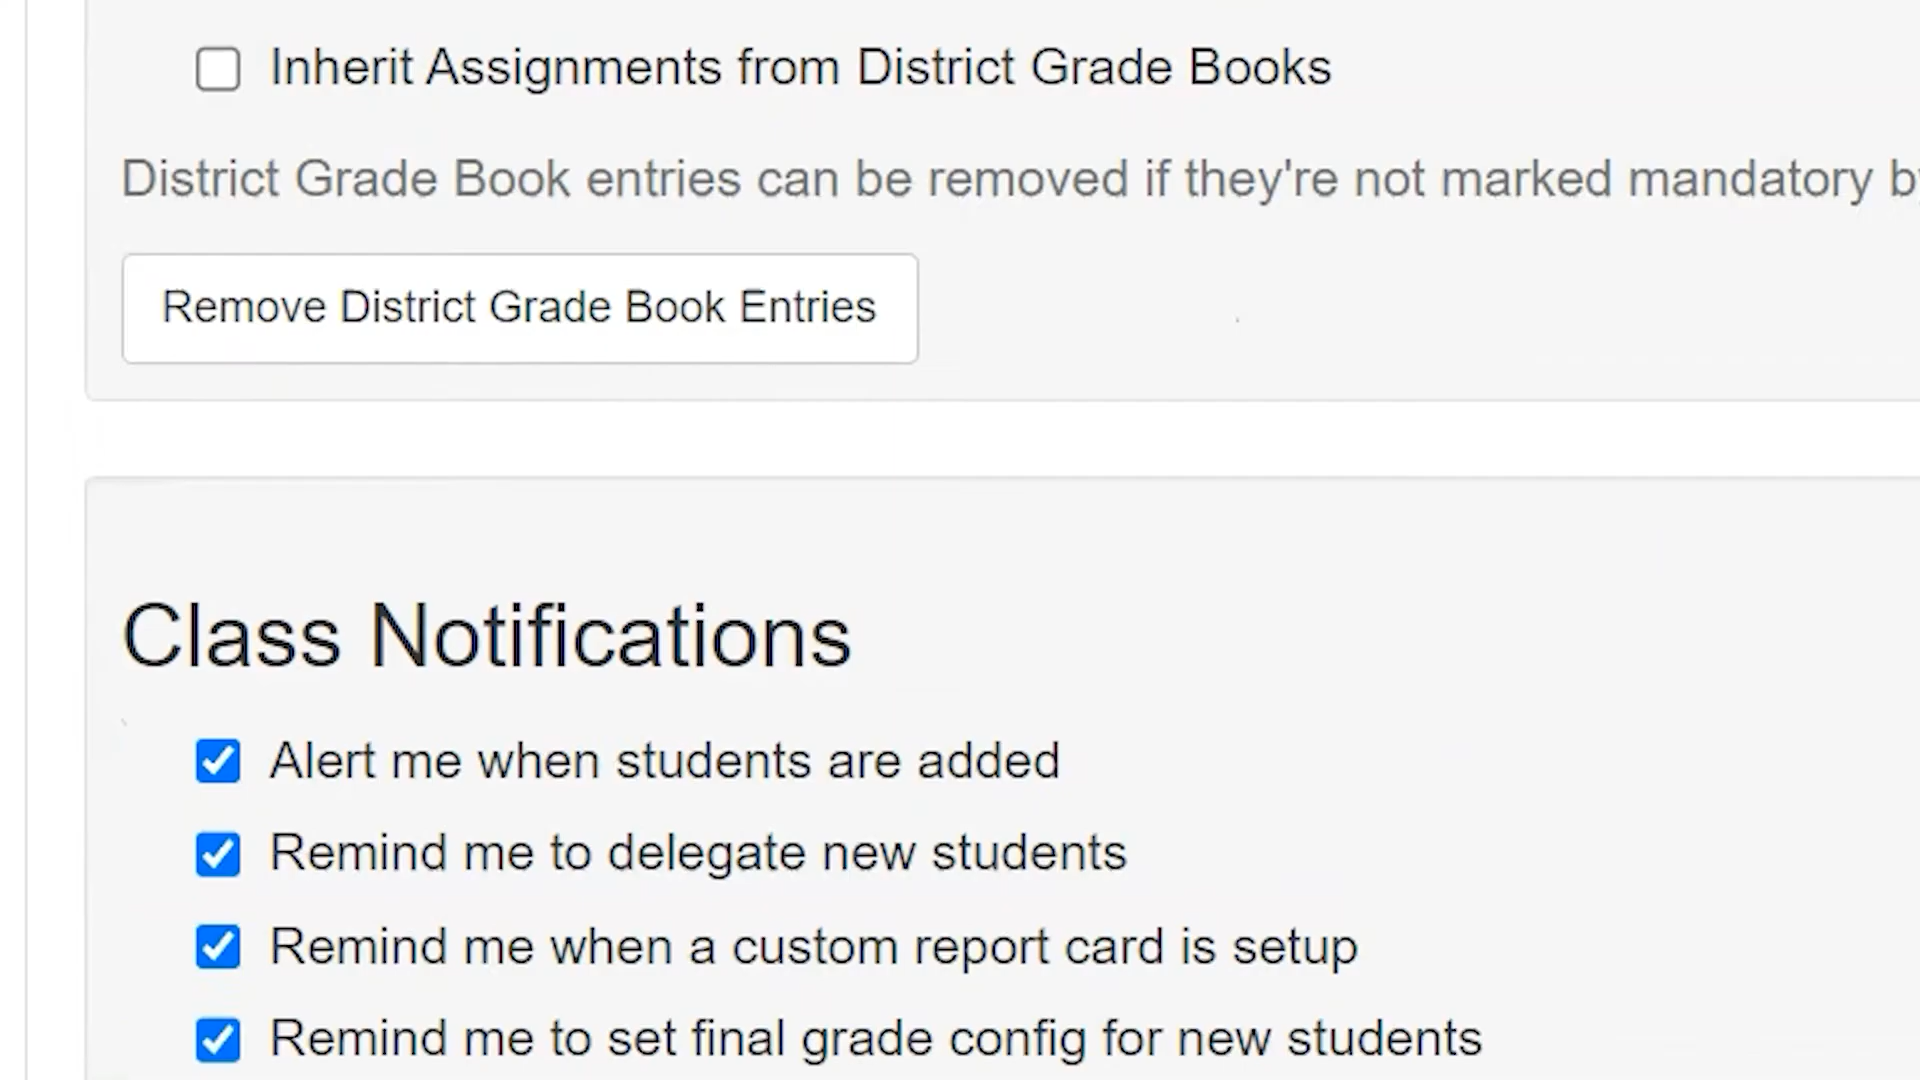 Inherit Assignments from District Grade Books
District Grade Book entries can be removed if they're not marked mandatory
Remove District Grade Book Entries
Class Notifications
Alert me when students are added
Remind me to delegate new students
Remind me when a custom report card is setup
Remind me to set final grade config for new students